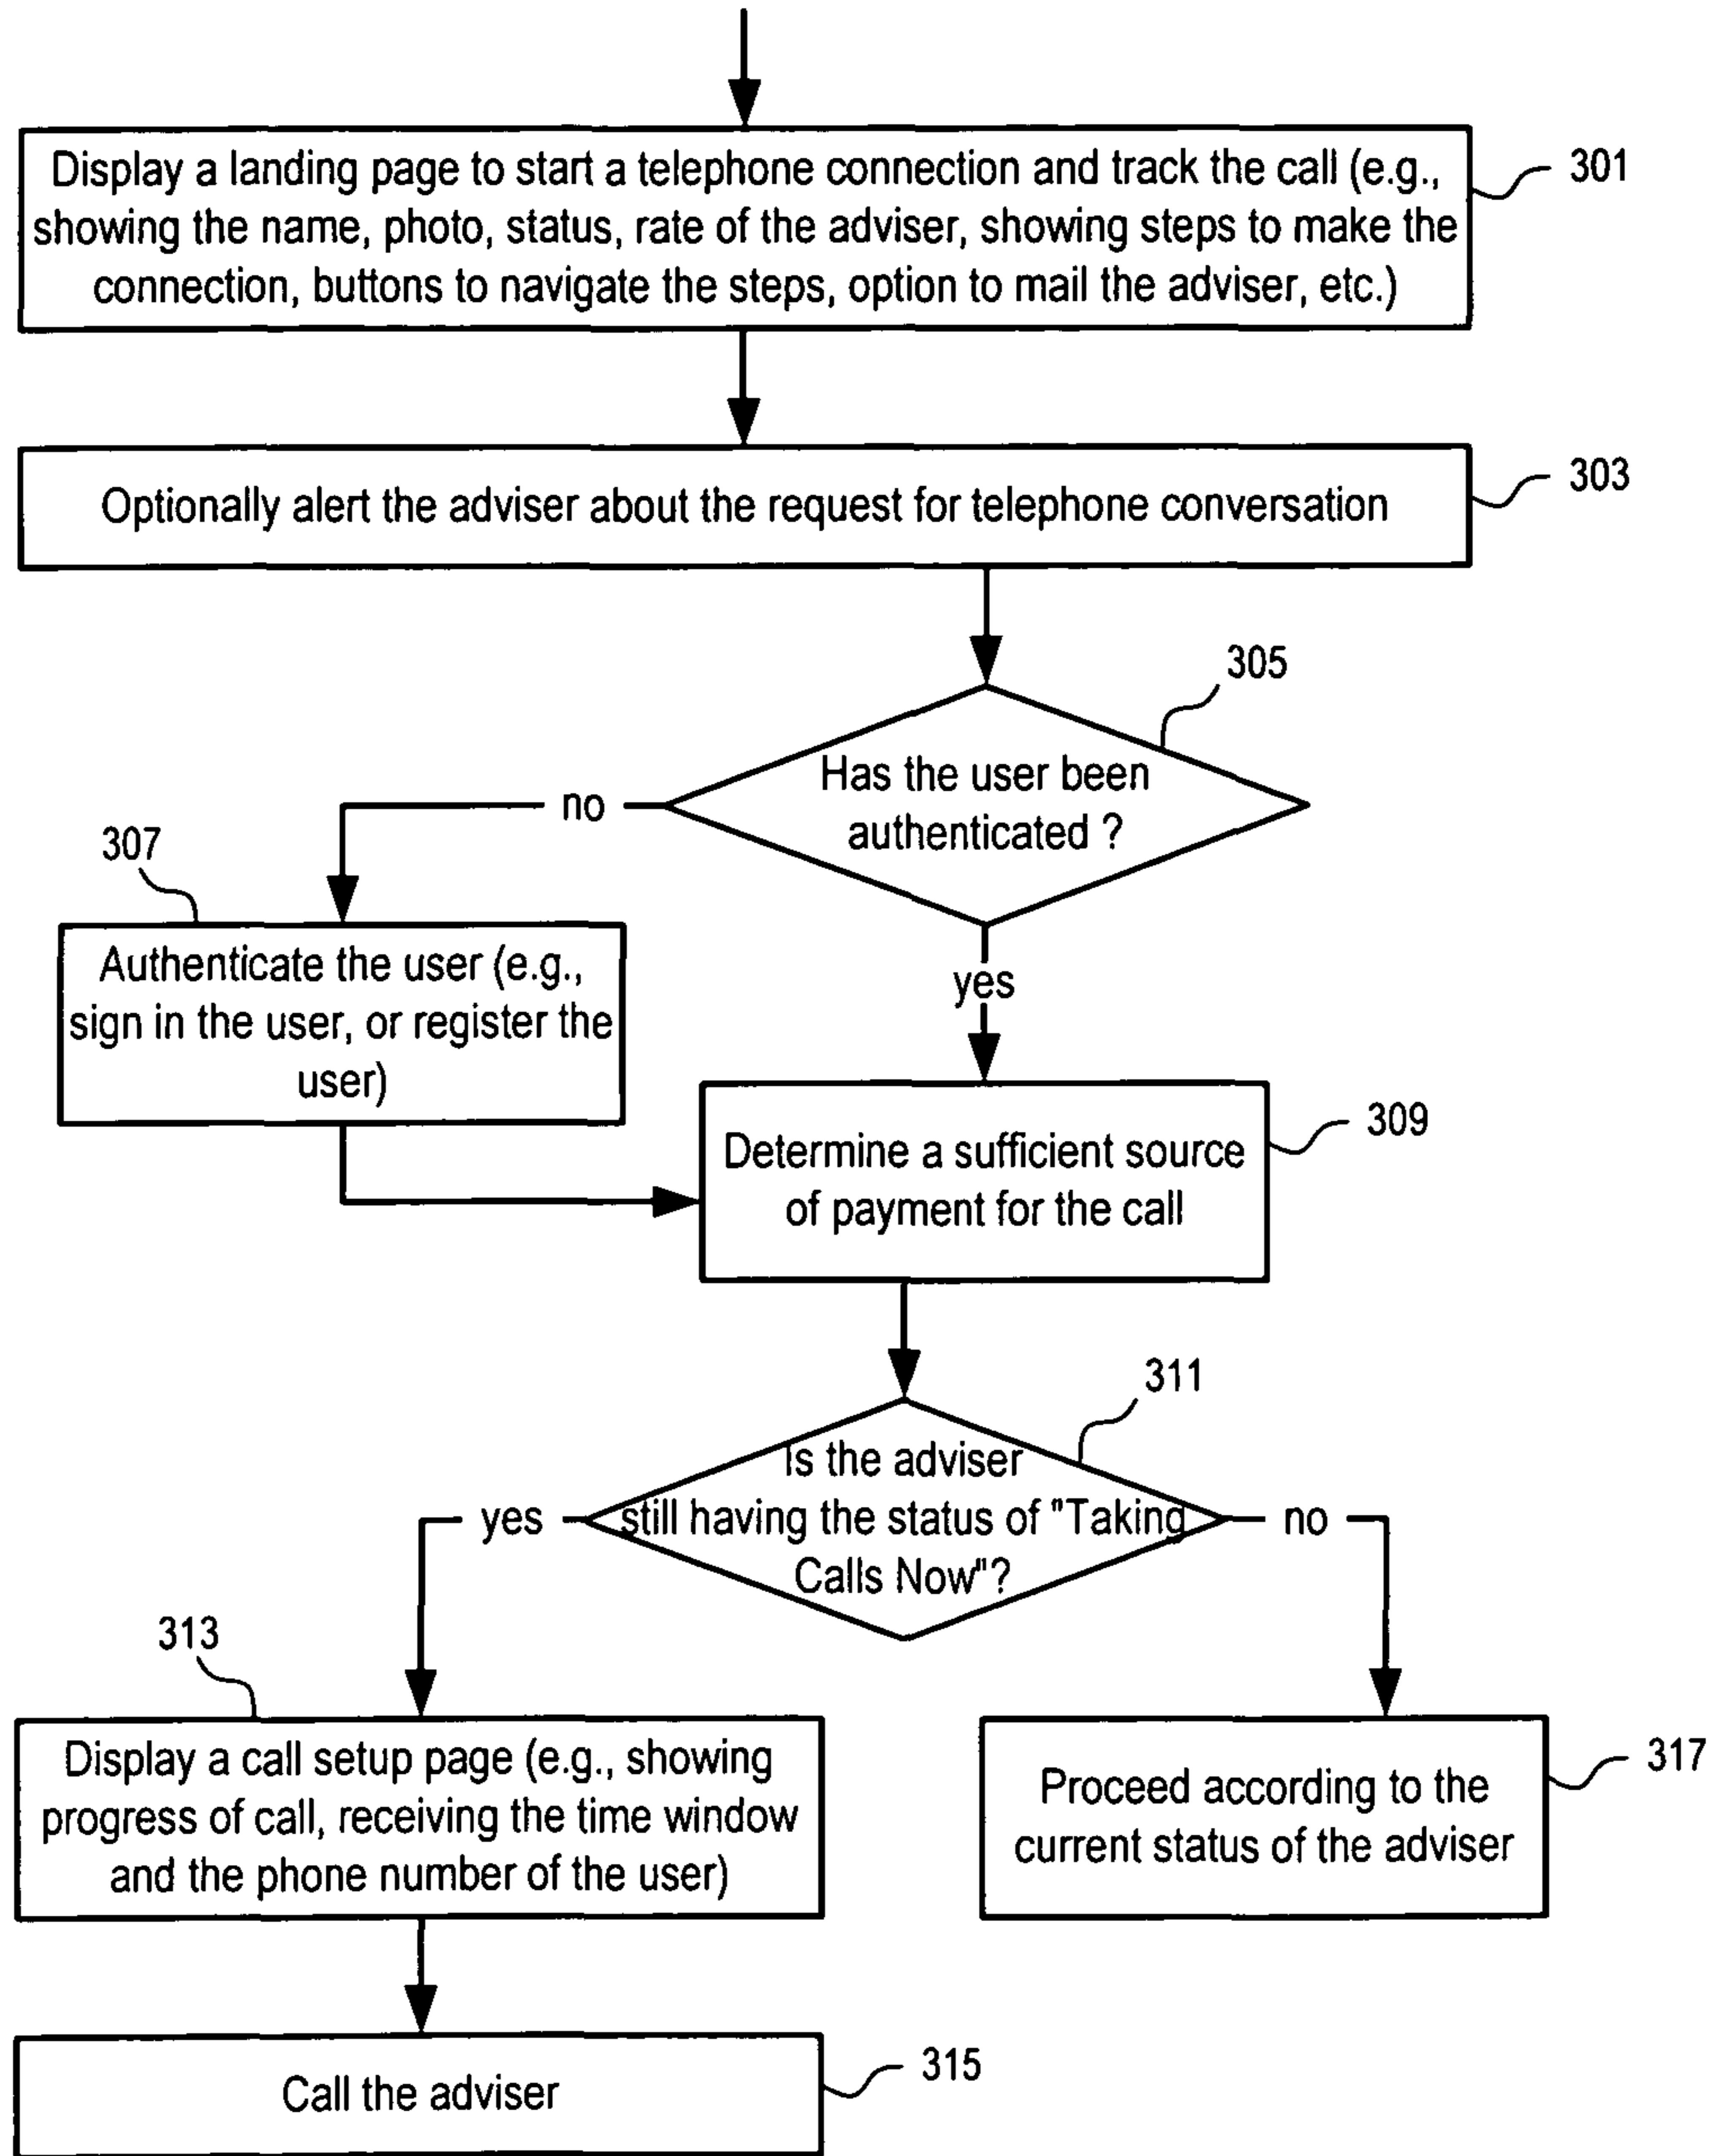 Display a landing page to start a telephone connection and track the call (e.g.,
showing the name, photo, status, rate of the adviser, showing steps to make the
connection, buttons to navigate the steps, option to mail the adviser, etc.)
301
Optionally alert the adviser about the request for telephone conversation
303
305
Has the user been
authenticated ?
no
307
yes
Authenticate the user (e.g.,
sign in the user, or register the
user)
309
Determine a sufficient source
of payment for the call
311
Is the adviser
still having the status of "Taking
Calls Now"?
yes
no
313
Display a call setup page (e.g., showing
progress of call, receiving the time window
and the phone number of the user)
317
Proceed according to the
current status of the adviser
315
Call the adviser